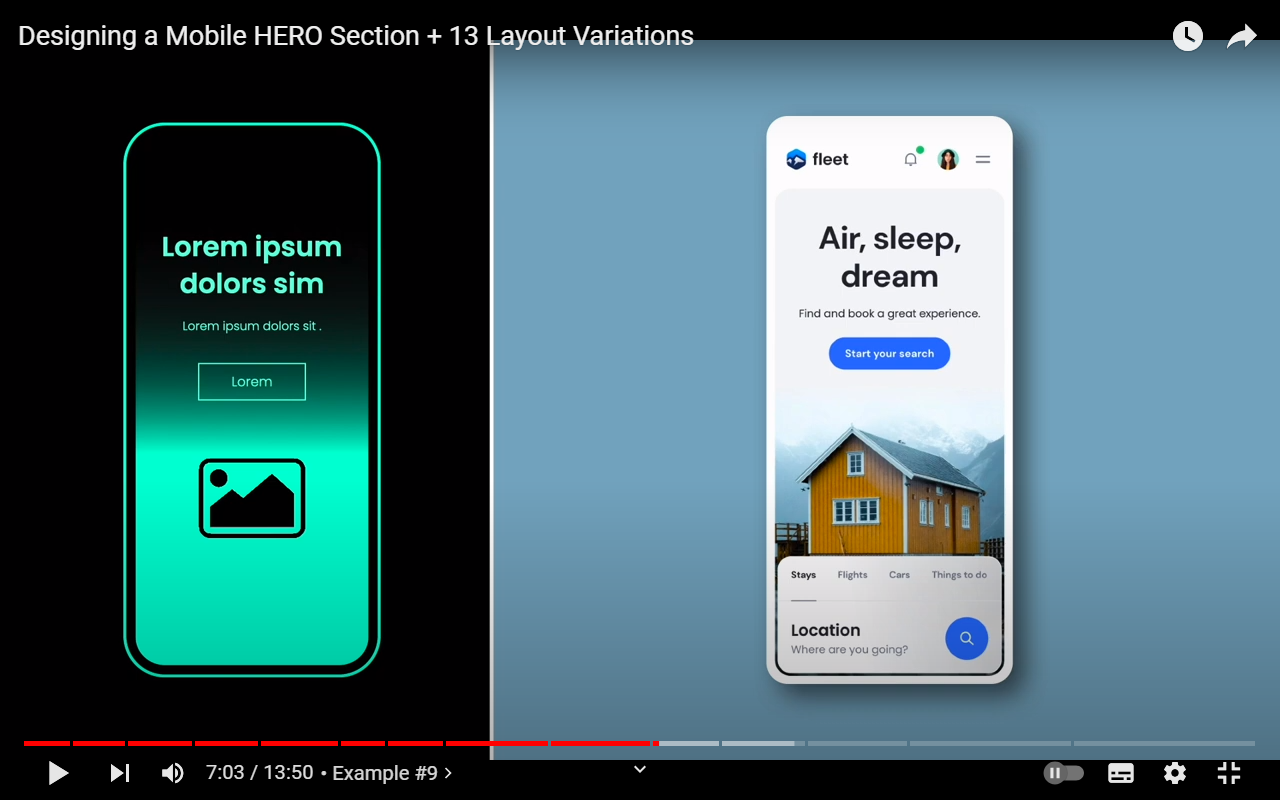 Designing a Mobile HERO Section + 13 Layout Variations
Lorem ipsum
dolors sim
Lorem ipsum dolors sit .
Lorem
fleet
Air, sleep,
dream
Find and book a great experience.
Start your search
Stays Flights Cars Things to do
Location
Where are you going?
7:03 / 13:50 • Example #9